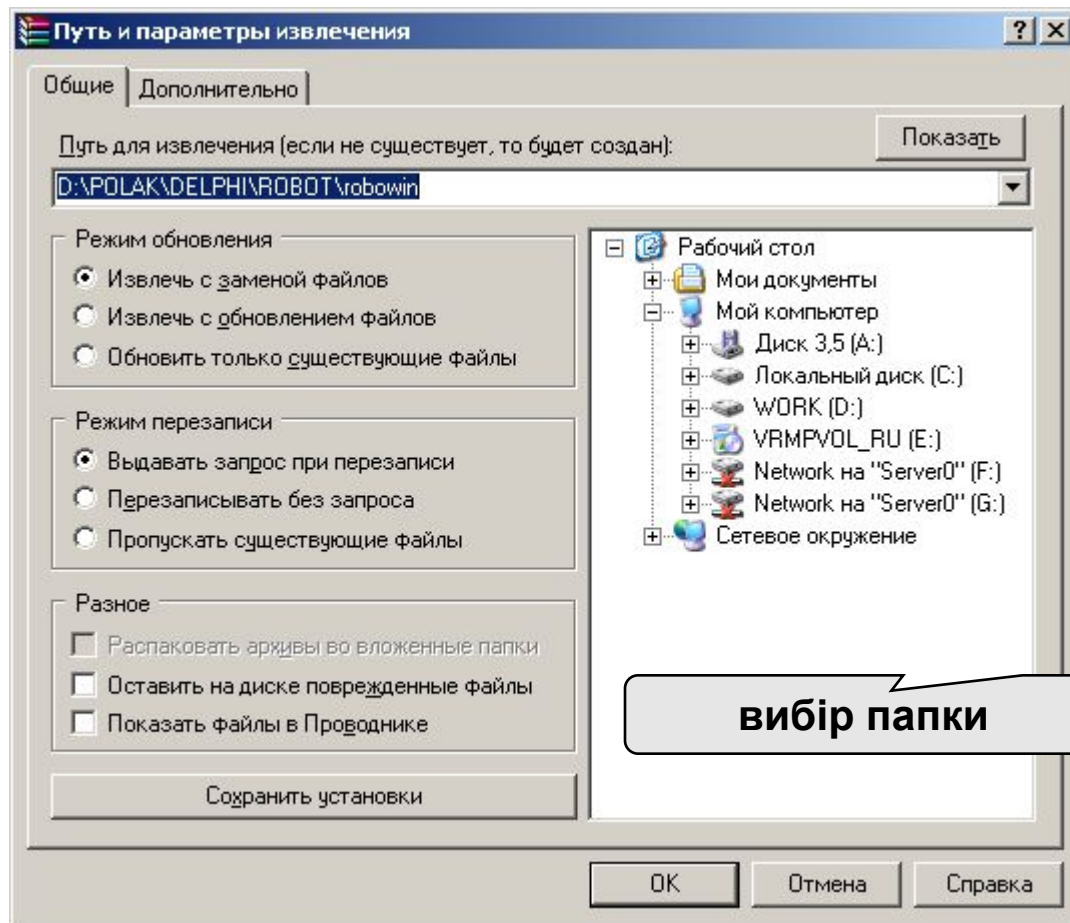 Путь и параметры извлечения
Общие
Дополнительно
Путь для извлечения (если не существует, то будет создан):
Показать
D:\POLAK\DELPHI\ROBOT\robowin
Режим обновления
Извлечь с заменой файлов
Извлечь с обновлением файлов
Обновить только существующие файлы
Режим перезаписи
Выдавать запрос при перезаписи
Перезаписывать без запроса
Пропускать существующие файлы
Разное
Распаковать архивы во вложенные папки
Оставить на диске поврежденные файлы
Показать файлы в Проводнике
Сохранить установки
Рабочий стол
Мои документы
Мой компьютер
Диск 3,5 (A:)
Локальный диск (C:)
WORK (D:)
VRMPVOL_RU (E:)
Network на "Server0" (F:)
Network на "Server0" (G:)
Сетевое окружение
вибір папки
OK
Отмена
Справка